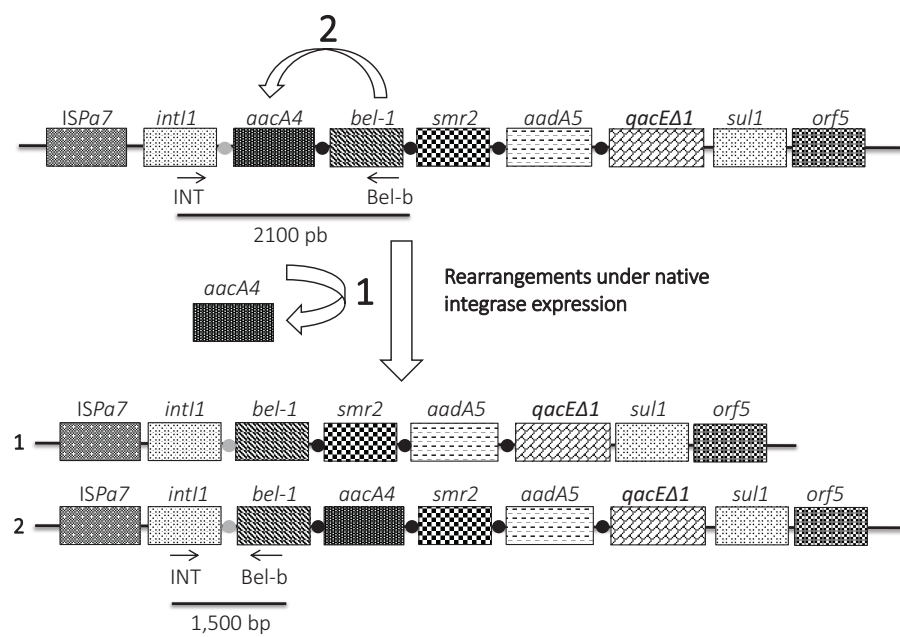 2
ISPa7 intI1 aacA4 bel-1 smr2 aadA5 qacEΔ1 sul1 orf5
INT Bel-b
2100 pb
aacA4 1
Rearrangements under native
integrase expression
ISPa7 intI1 bel-1 smr2 aadA5 qacEΔ1 sul1 orf5
1
ISPa7 intI1 bel-1 aacA4 smr2 aadA5 qacEΔ1 sul1 orf5
2
INT Bel-b
1,500 bp